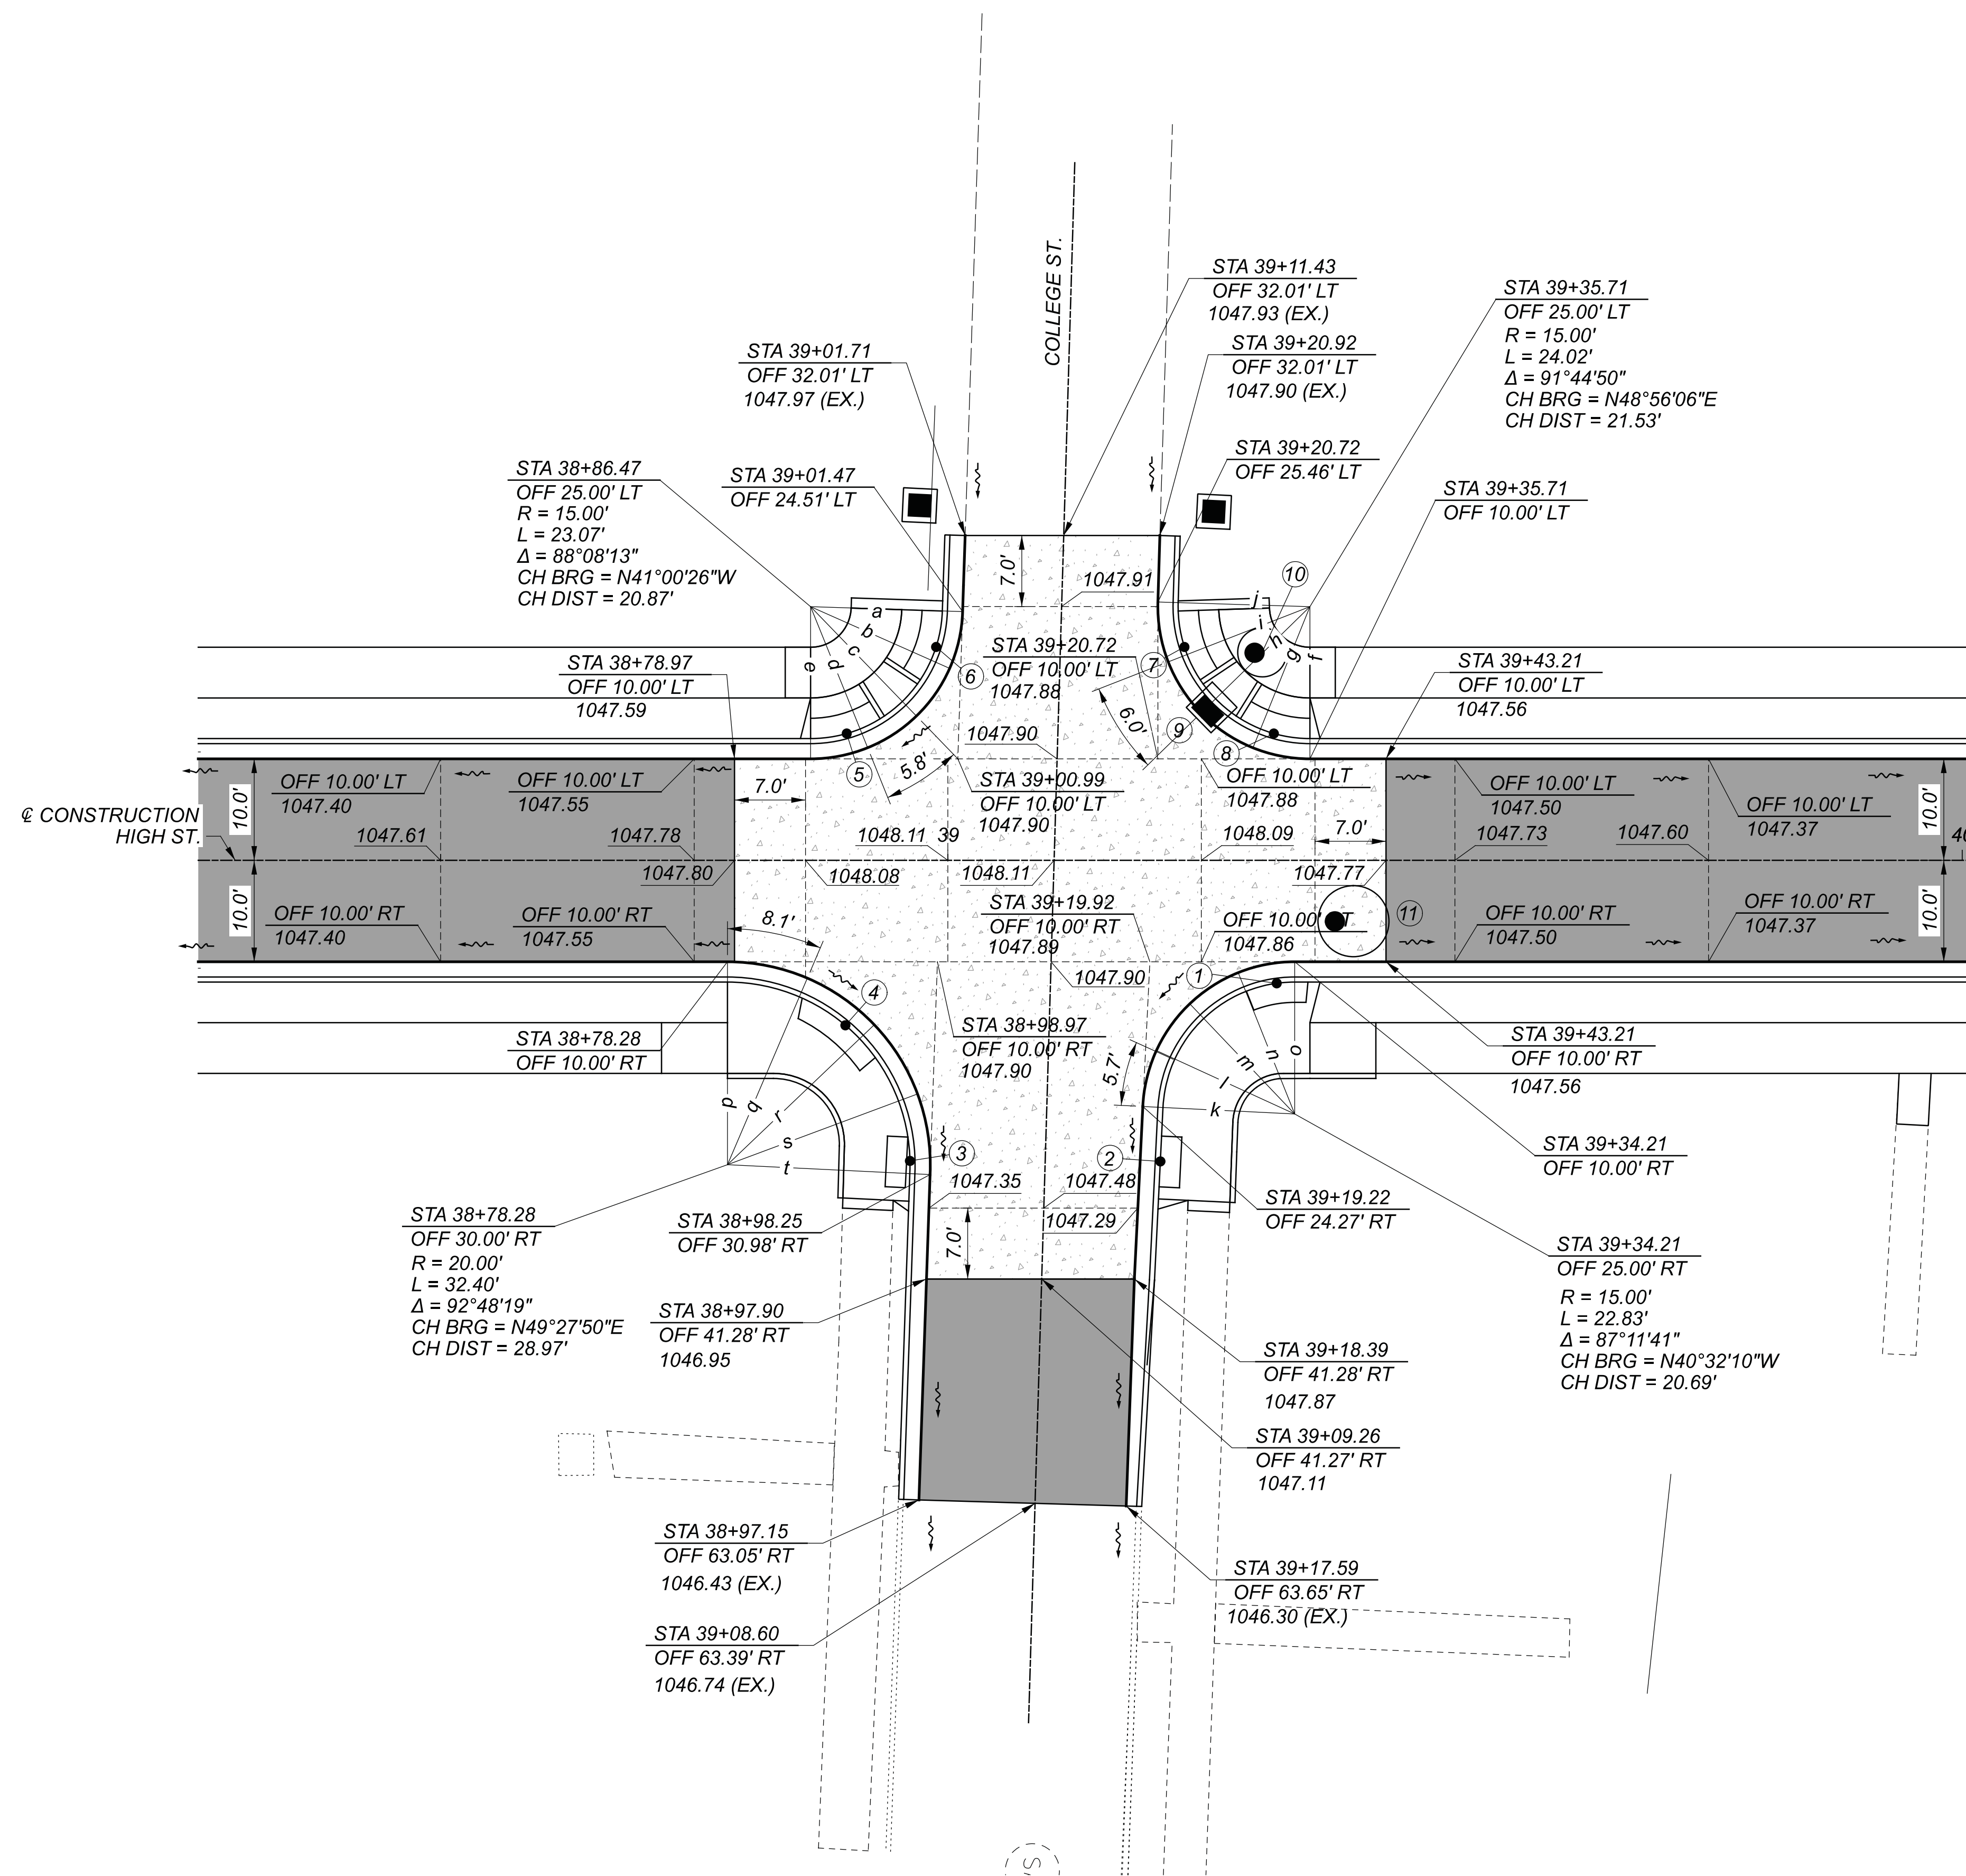 COLLEGE ST.
STA 39+11.43
OFF 32.01' LT
1047.93 (EX.)
STA 39+35.71
OFF 25.00' LT
R = 15.00'
L = 24.02'
Δ = 91°44'50"
CH BRG = N48°56'06"E
CH DIST = 21.53'
STA 39+01.71
OFF 32.01' LT
1047.97 (EX.)
STA 39+20.92
OFF 32.01' LT
1047.90 (EX.)
STA 38+86.47
OFF 25.00' LT
R = 15.00'
L = 23.07'
Δ = 88°08'13"
CH BRG = N41°00'26"W
CH DIST = 20.87'
STA 39+01.47
OFF 24.51' LT
STA 39+20.72
OFF 25.46' LT
STA 39+35.71
OFF 10.00' LT
7.0'
1047.91
10
a
b
c
d
e
j
i
h
g
f
STA 39+20.72
OFF 10.00' LT
1047.88
6
7
STA 38+78.97
OFF 10.00' LT
1047.59
STA 39+43.21
OFF 10.00' LT
1047.56
6.0'
9
8
1047.90
5
5.8'
OFF 10.00' LT
1047.40
OFF 10.00' LT
1047.55
7.0'
STA 39+00.99
OFF 10.00' LT
1047.90
OFF 10.00' LT
1047.88
OFF 10.00' LT
1047.50
OFF 10.00' LT
1047.37
℄ CONSTRUCTION
HIGH ST.
10.0'
10.0'
1047.61
1047.78
1048.11
39
1048.09
7.0'
1047.73
1047.60
40
1047.80
1048.08
1048.11
1047.77
OFF 10.00' RT
1047.40
OFF 10.00' RT
1047.55
8.1'
STA 39+19.92
OFF 10.00' RT
1047.89
OFF 10.00' RT
1047.86
11
OFF 10.00' RT
1047.50
OFF 10.00' RT
1047.37
10.0'
10.0'
1047.90
1
4
STA 38+78.28
OFF 10.00' RT
STA 38+98.97
OFF 10.00' RT
1047.90
5.7'
STA 39+43.21
OFF 10.00' RT
1047.56
p
q
r
s
t
k
l
m
n
o
3
2
1047.35
1047.48
STA 39+34.21
OFF 10.00' RT
STA 38+78.28
OFF 30.00' RT
R = 20.00'
L = 32.40'
Δ = 92°48'19"
CH BRG = N49°27'50"E
CH DIST = 28.97'
STA 38+98.25
OFF 30.98' RT
7.0'
1047.29
STA 39+19.22
OFF 24.27' RT
STA 39+34.21
OFF 25.00' RT
R = 15.00'
L = 22.83'
Δ = 87°11'41"
CH BRG = N40°32'10"W
CH DIST = 20.69'
STA 38+97.90
OFF 41.28' RT
1046.95
STA 39+18.39
OFF 41.28' RT
1047.87
STA 39+09.26
OFF 41.27' RT
1047.11
STA 38+97.15
OFF 63.05' RT
1046.43 (EX.)
STA 39+17.59
OFF 63.65' RT
1046.30 (EX.)
STA 39+08.60
OFF 63.39' RT
1046.74 (EX.)